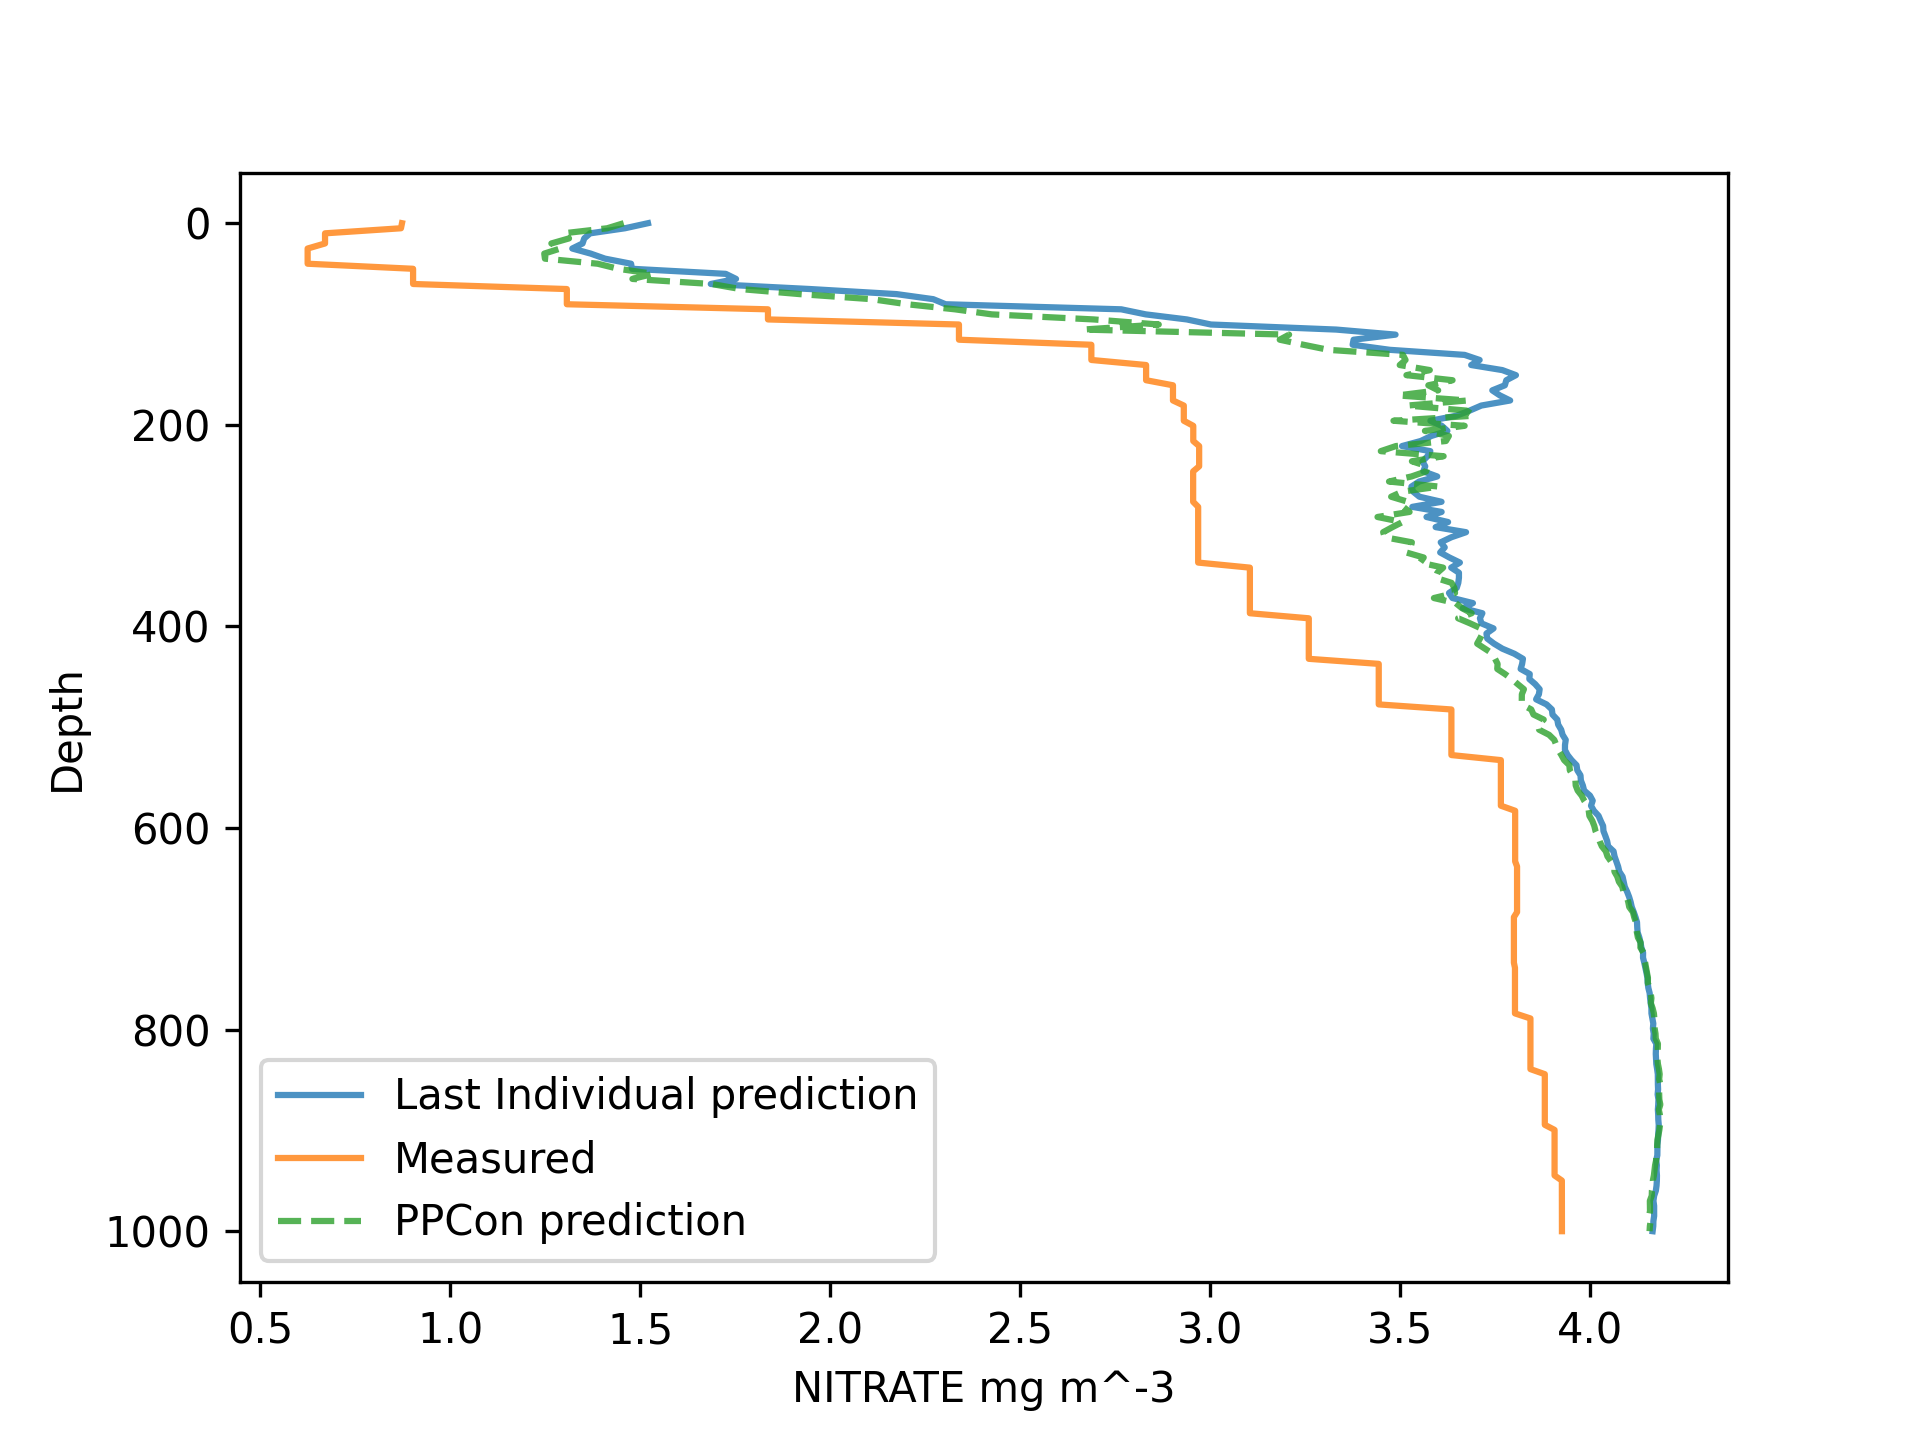 0
200
400
600
800
1000
Depth
Last Individual prediction
Measured
PPCon prediction
0.5 1.0 1.5 2.0 2.5 3.0 3.5 4.0
NITRATE mg m^-3